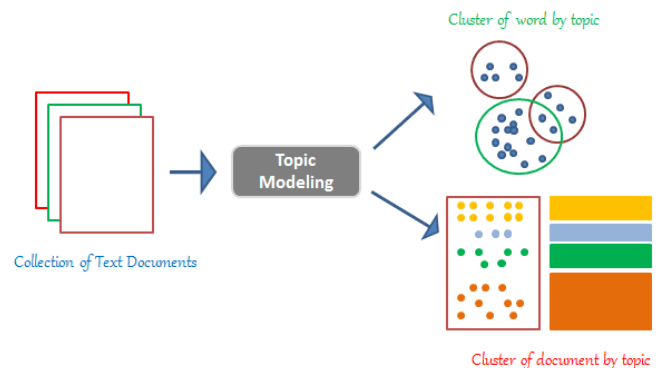 Cluster of word by topic
Topic
Modeling
Collection of Text Documents
Cluster of document by topic